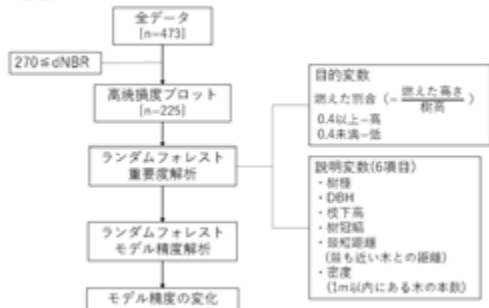 全データ
[n=473]
270≦dNBR
高焼損度プロット
[n=225]
ランダムフォレスト
重要度解析
ランダムフォレスト
モデル精度解析
モデル精度の変化
目的変数
燃えた割合（-燃えた高さ/樹高）
0.4以上−高
0.4未満−低
説明変数(6項目)
・樹種
・DBH
・枝下高
・樹冠幅
・最短距離
(最も近い木との距離)
・密度
(1m以内にある木の本数)